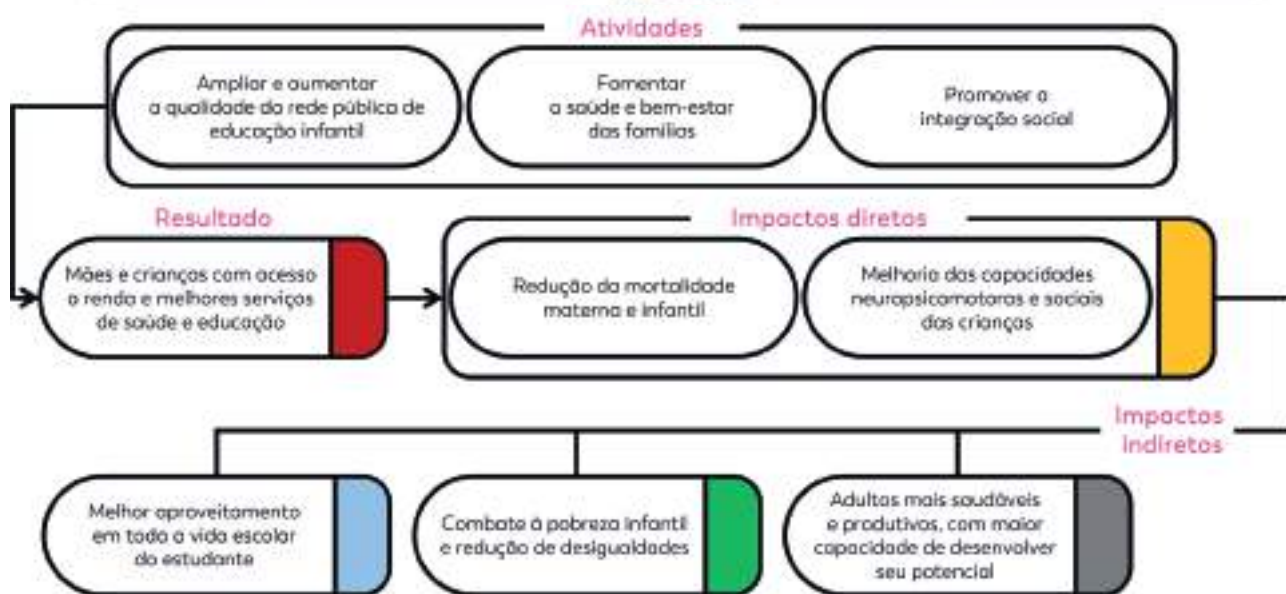 Atividades
Ampliar e aumentar
a qualidade da rede pública de
educação infantil
Fomentar
a saúde e bem-estar
das famílias
Promover a
integração social
Resultado
Mães e crianças com acesso
a renda e melhores serviços
de saúde e educação
Impactos diretos
Redução da mortalidade
materna e infantil
Melhoria das capacidades
neuropsicomotoras e sociais
das crianças
Impactos
indiretos
Melhor aproveitamento
em toda a vida escolar
do estudante
Combate à pobreza infantil
e redução de desigualdades
Adultos mais saudáveis
e produtivos, com maior
capacidade de desenvolver
seu potencial